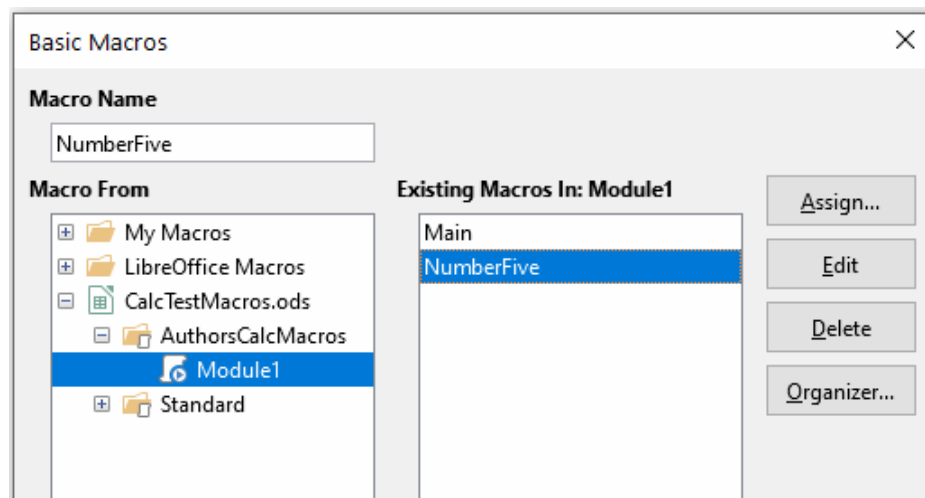 Basic Macros
Macro Name
NumberFive
Macro From
Existing Macros In: Module1
My Macros
LibreOffice Macros
CalcTestMacros.ods
AuthorsCalcMacros
Module1
Standard
Main
NumberFive
Assign...
Edit
Delete
Organizer...